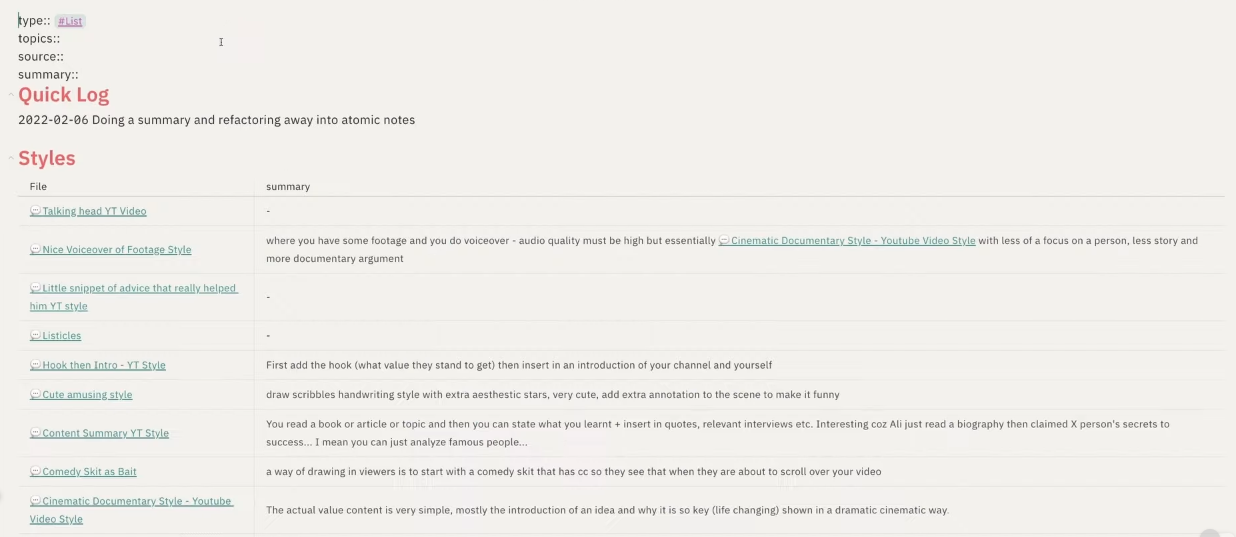 type:: #List
topics::
source::
summary::
Quick Log
2022-02-06 Doing a summary and refactoring away into atomic notes
Styles
File summary
💬Talking head YT Video -
💬Nice Voiceover of Footage Style
where you have some footage and you do voiceover - audio quality must be high but essentially 💬Cinematic Documentary Style - Youtube Video Style with less of a focus on a person, less story and
more documentary argument
💬Little snippet of advice that really helped
him YT style
-
💬Listicles -
💬Hook then Intro - YT Style First add the hook (what value they stand to get) then insert in an introduction of your channel and yourself
💬Cute amusing style draw scribbles handwriting style with extra aesthestic stars, very cute, add extra annotation to the scene to make it funny
💬Content Summary YT Style
You read a book or article or topic and then you can state what you learnt + insert in quotes, relevant interviews etc. Interesting coz Ali just read a biography then claimed X person's secrets to
success... I mean you can just analyze famous people...
💬Comedy Skit as Bait a way of drawing in viewers is to start with a comedy skit that has cc so they see that when they are about to scroll over your video
💬Cinematic Documentary Style - Youtube
Video Style
The actual value content is very simple, mostly the introduction of an idea and why it is so key (life changing) shown in a dramatic cinematic way.